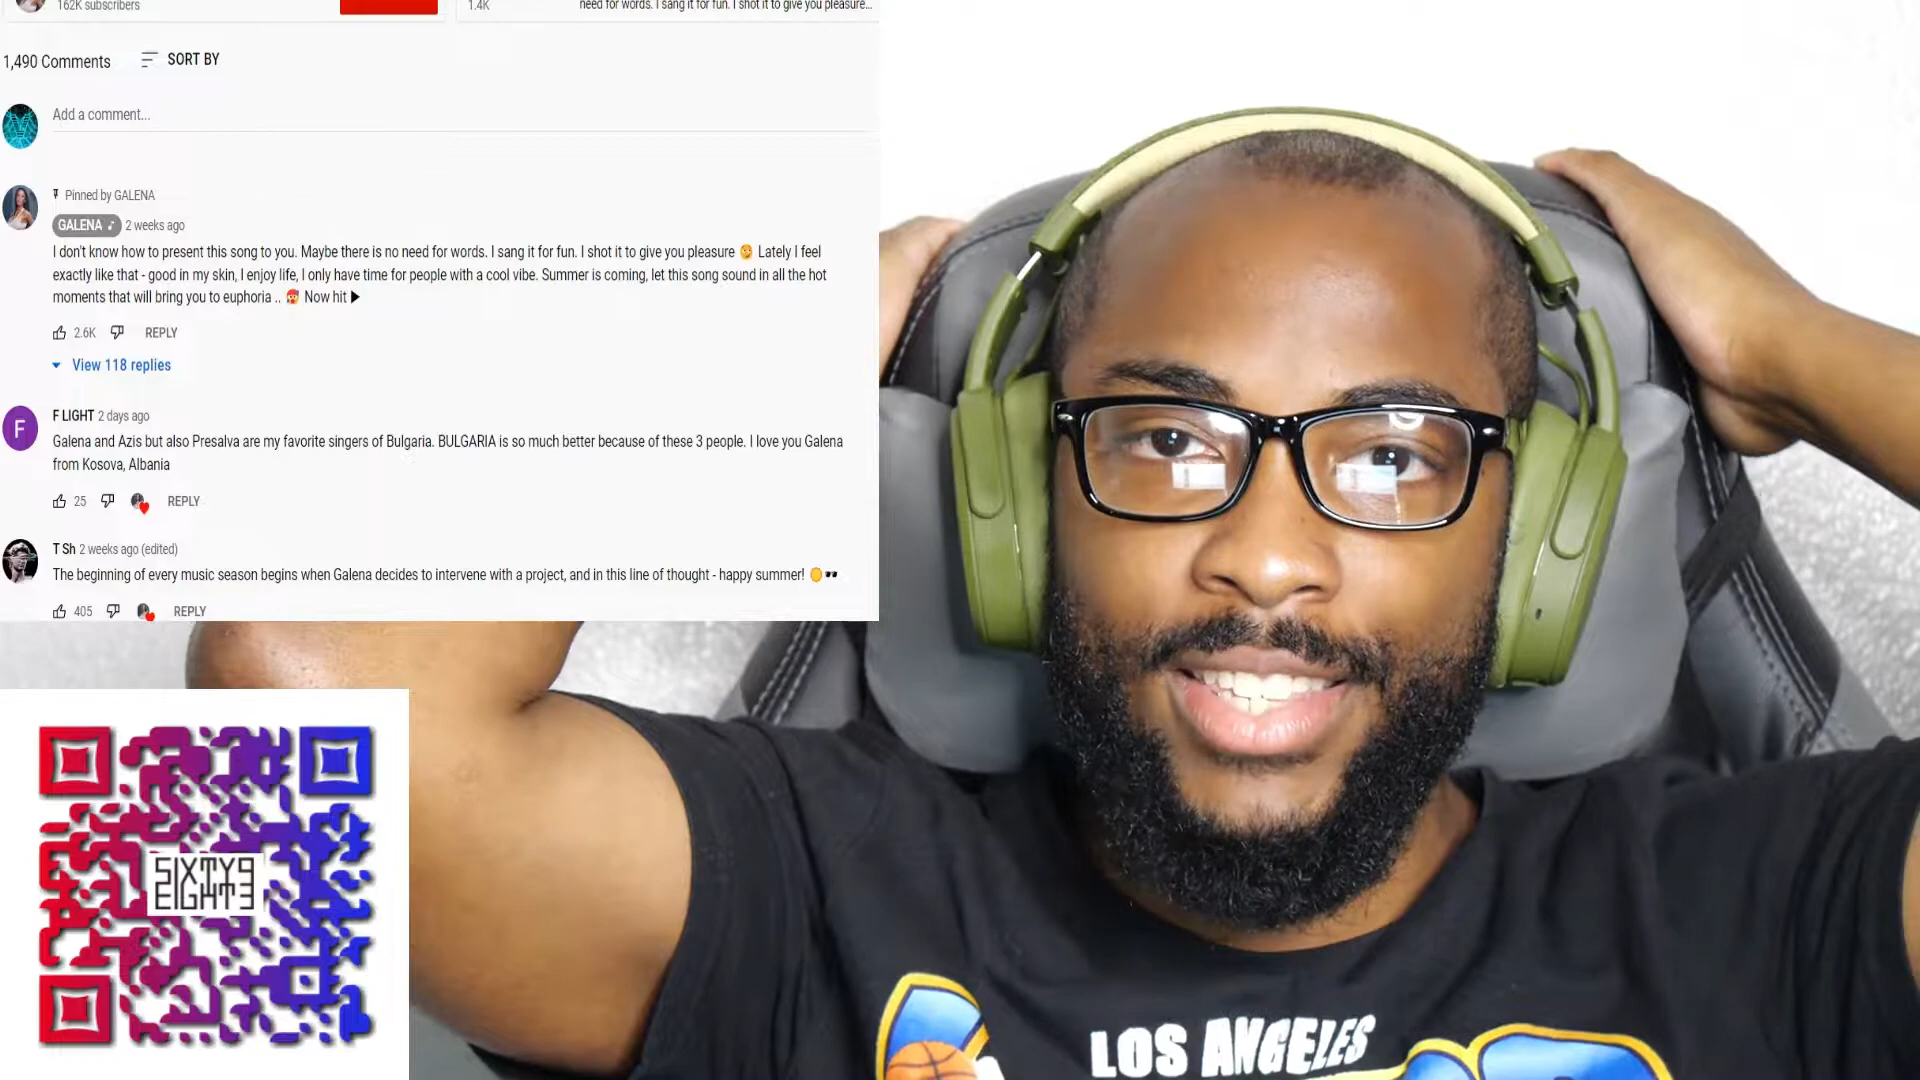 162K subscribers
1.4K
need for words. I sang it for fun. I shot it to give you pleasure...
1,490 Comments
SORT BY
Add a comment...
Pinned by GALENA
GALENA 2 weeks ago
I don't know how to present this song to you. Maybe there is no need for words. I sang it for fun. I shot it to give you pleasure Lately I feel
exactly like that - good in my skin, I enjoy life, I only have time for people with a cool vibe. Summer is coming, let this song sound in all the hot
moments that will bring you to euphoria .. Now hit
2.6K REPLY
View 118 replies
F
F LIGHT 2 days ago
Galena and Azis but also Presalva are my favorite singers of Bulgaria. BULGARIA is so much better because of these 3 people. I love you Galena
from Kosova, Albania
25 REPLY
T Sh 2 weeks ago (edited)
The beginning of every music season begins when Galena decides to intervene with a project, and in this line of thought - happy summer!
405 REPLY
SIXTY9
EIGHT3
LOS ANGELES